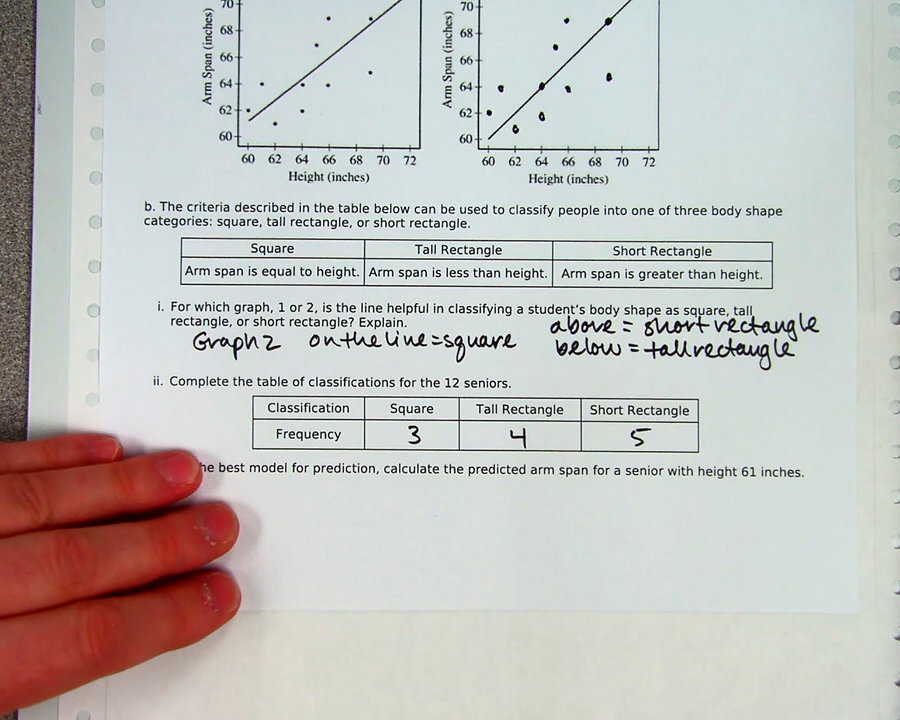 70
68
66
64
62
60
Arm Span (inches)
60 62 64 66 68 70 72
Height (inches)
70
68
66
64
62
60
Arm Span (inches)
60 62 64 66 68 70 72
Height (inches)
b. The criteria described in the table below can be used to classify people into one of three body shape
categories: square, tall rectangle, or short rectangle.
Square Tall Rectangle Short Rectangle
Arm span is equal to height. Arm span is less than height. Arm span is greater than height.
i. For which graph, 1 or 2, is the line helpful in classifying a student's body shape as square, tall
rectangle, or short rectangle? Explain.
above = short rectangle
Graph 2 on the line = square below = tall rectangle
ii. Complete the table of classifications for the 12 seniors.
Classification Square Tall Rectangle Short Rectangle
Frequency 3 4 5
best model for prediction, calculate the predicted arm span for a senior with height 61 inches.